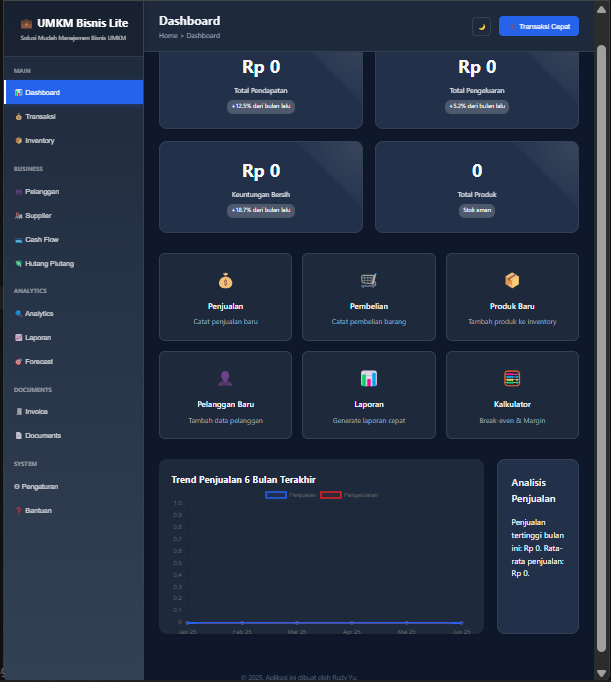 UMKM Bisnis Lite
Solusi Mudah Manajemen Bisnis UMKM
Dashboard
Home > Dashboard
Transaksi Cepat
MAIN
Dashboard
Transaksi
Inventory
BUSINESS
Pelanggan
Supplier
Cash Flow
Hutang Piutang
ANALYTICS
Analytics
Laporan
Forecast
DOCUMENTS
Invoice
Documents
SYSTEM
Pengaturan
Bantuan
Rp 0
Total Pendapatan
+12.5% dari bulan lalu
Rp 0
Total Pengeluaran
+5.2% dari bulan lalu
Rp 0
Keuntungan Bersih
+18.7% dari bulan lalu
0
Total Produk
Stok aman
Penjualan
Catat penjualan baru
Pembelian
Catat pembelian barang
Produk Baru
Tambah produk ke inventory
Pelanggan Baru
Tambah data pelanggan
Laporan
Generate laporan cepat
Kalkulator
Break-even & Margin
Trend Penjualan 6 Bulan Terakhir
Penjualan
Pengeluaran
1.0
0.9
0.8
0.7
0.6
0.5
0.4
0.3
0.2
0.1
0
Jan 25
Feb 25
Mar 25
Apr 25
Mei 25
Jun 25
Analisis
Penjualan
Penjualan
tertinggi bulan
ini: Rp 0. Rata-
rata penjualan:
Rp 0.
© 2025. Aplikasi ini dibuat oleh Rudy Yu.